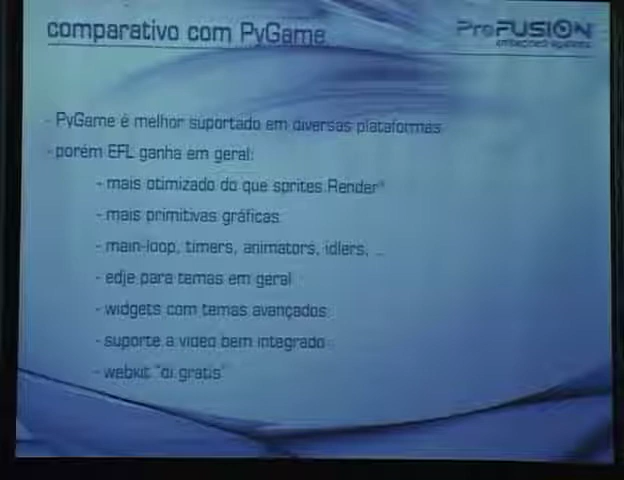 comparativo com PyGame
ProFUSION
embedded systems
- PyGame é melhor suportado em diversas plataformas
- porém EFL ganha em geral:
- mais otimizado do que sprites.Render*
- mais primitivas gráficas
- main-loop, timers, animators, idlers, ...
- edje para temas em geral
- widgets com temas avançados
- suporte a vídeo bem integrado
- webkit "di gratis"